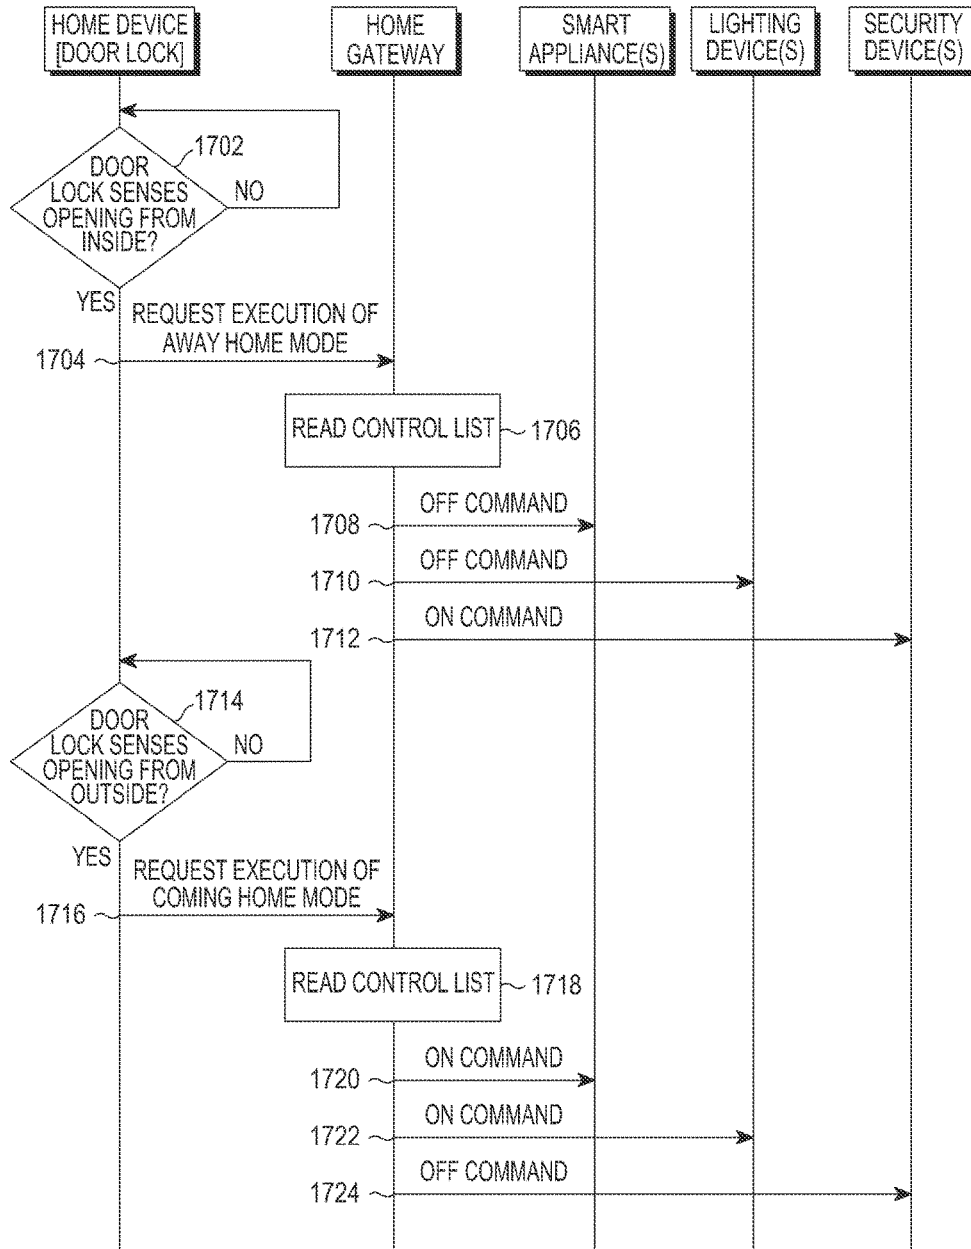 HOME DEVICE
[DOOR LOCK]
HOME
GATEWAY
SMART
APPLIANCE(S)
LIGHTING
DEVICE(S)
SECURITY
DEVICE(S)
1702
DOOR
LOCK SENSES
OPENING FROM
INSIDE?
NO
YES
REQUEST EXECUTION OF
AWAY HOME MODE
1704
READ CONTROL LIST
1706
OFF COMMAND
1708
OFF COMMAND
1710
ON COMMAND
1712
1714
DOOR
LOCK SENSES
OPENING FROM
OUTSIDE?
NO
YES
REQUEST EXECUTION OF
COMING HOME MODE
1716
READ CONTROL LIST
1718
ON COMMAND
1720
ON COMMAND
1722
OFF COMMAND
1724